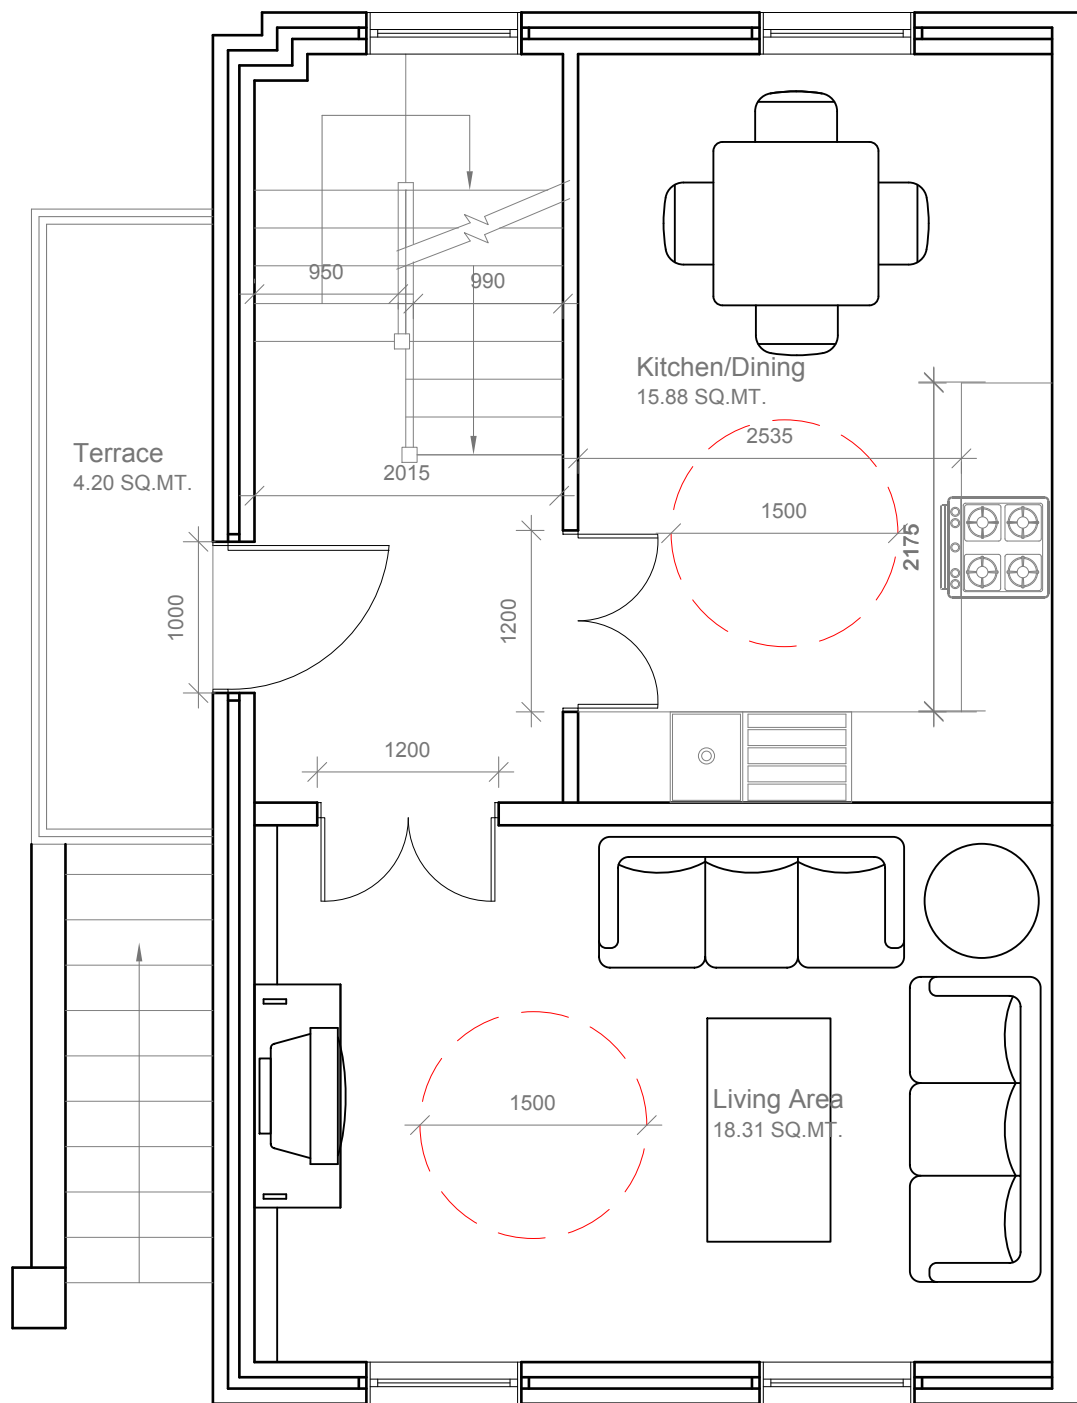 950
990
Kitchen/Dining
15.88 SQ.MT.
2535
Terrace
4.20 SQ.MT.
2015
1500
2175
1000
1200
1200
1500
Living Area
18.31 SQ.MT.